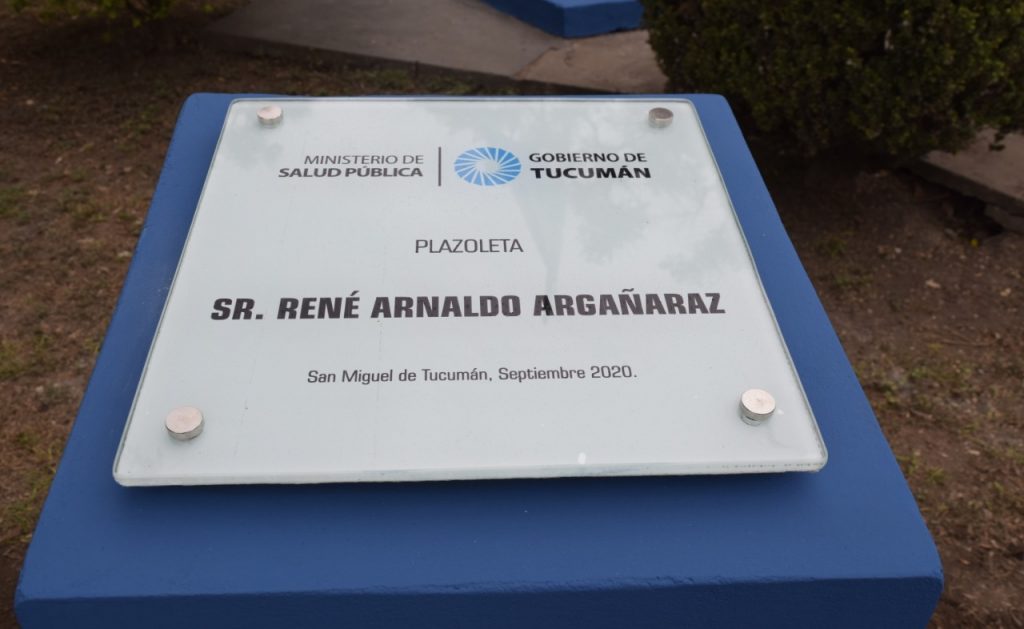 MINISTERIO DE
SALUD PÚBLICA
GOBIERNO DE
TUCUMÁN
PLAZOLETA
SR. RENÉ ARNALDO ARGAÑARAZ
San Miguel de Tucumán, Septiembre 2020.